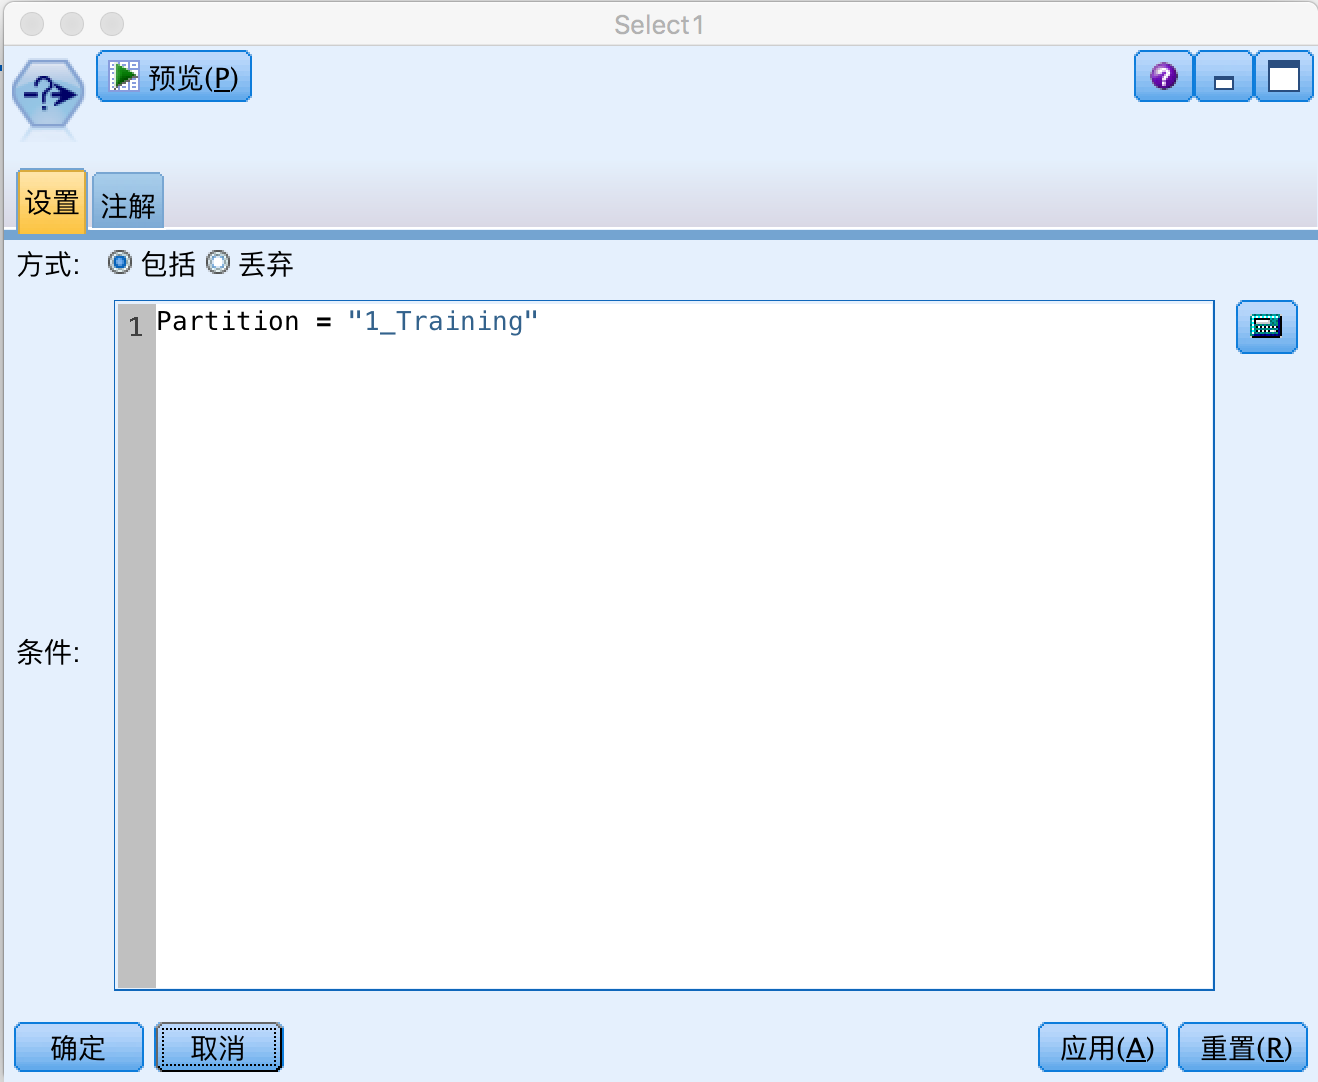 Select1
预览(P)
设置
注解
方式:
包括
丢弃
1
Partition = "1_Training"
条件:
确定
取消
应用(A)
重置(R)